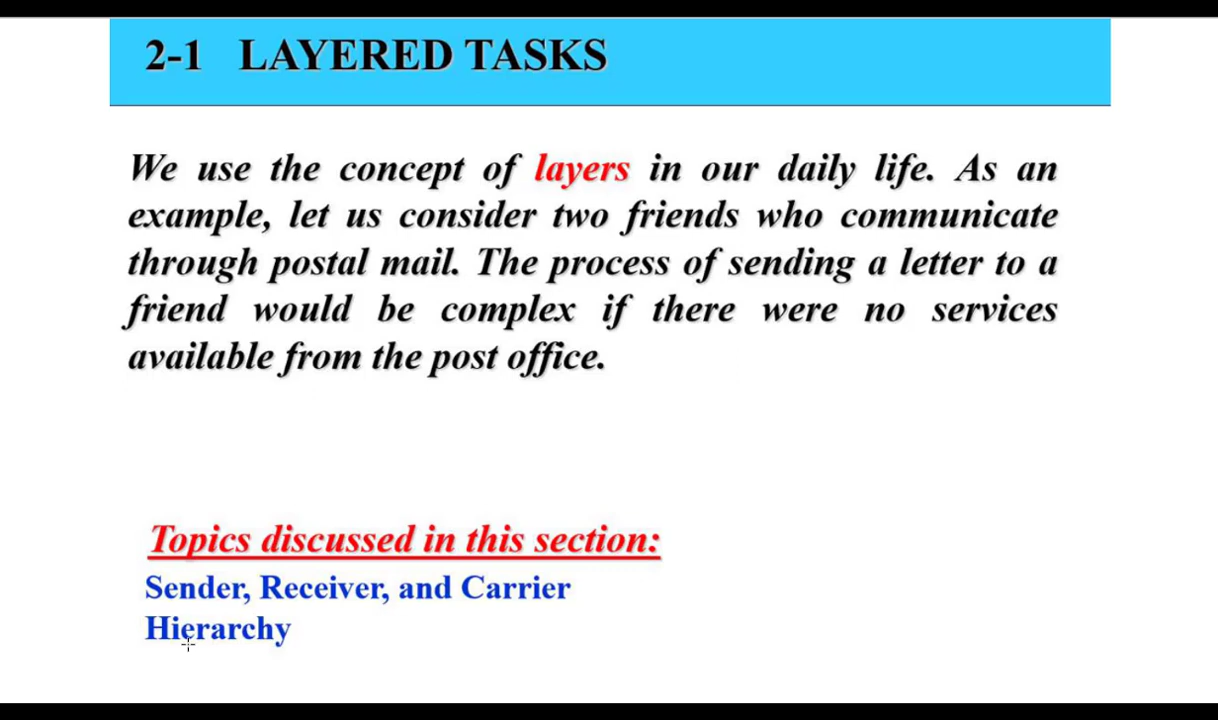 2-1 LAYERED TASKS
We use the concept of layers in our daily life. As an
example, let us consider two friends who communicate
through postal mail. The process of sending a letter to a
friend would be complex if there were no services
available from the post office.
Topics discussed in this section:
Sender, Receiver, and Carrier
Hierarchy